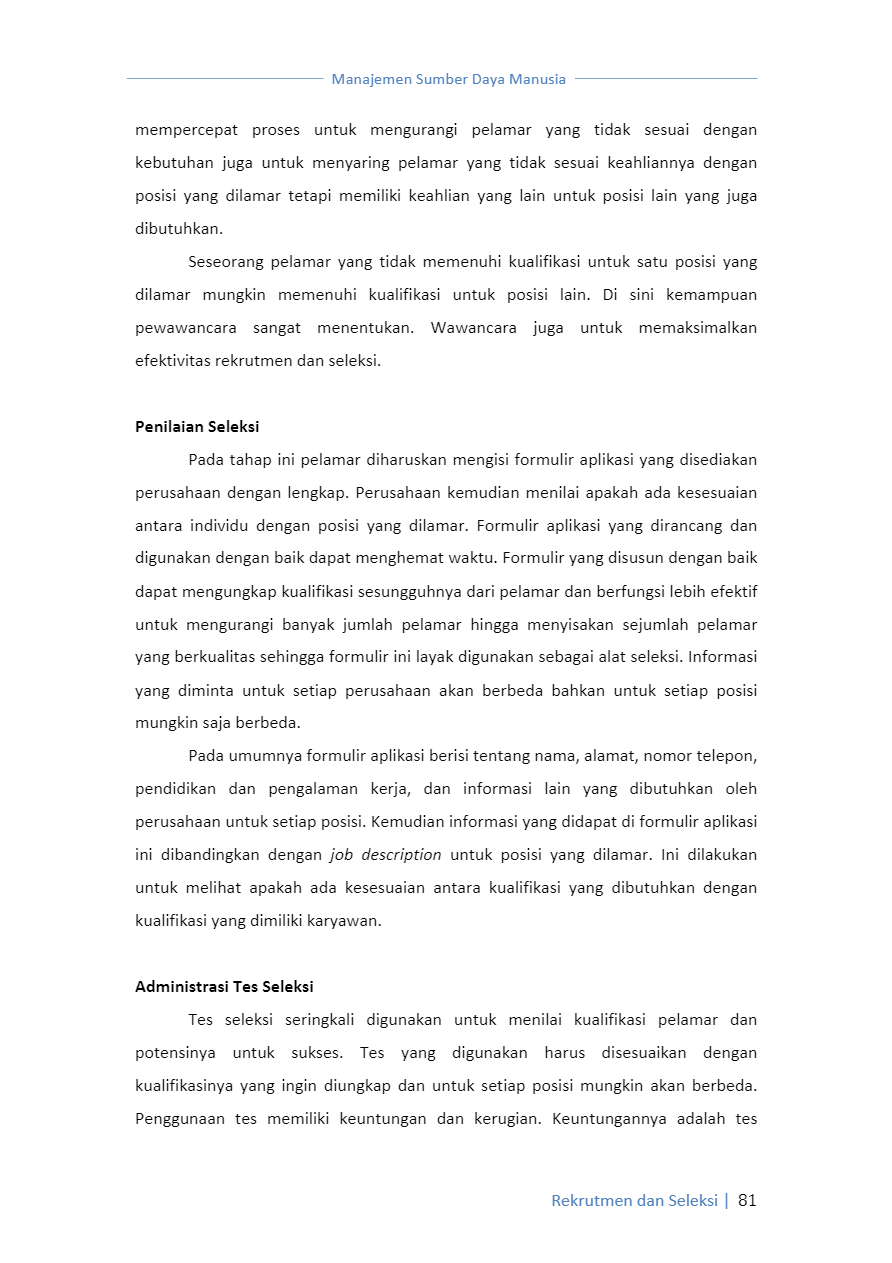 Manajemen Sumber Daya Manusia
mempercepat proses untuk mengurangi pelamar yang tidak sesuai dengan
kebutuhan juga untuk menyaring pelamar yang tidak sesuai keahliannya dengan
posisi yang dilamar tetapi memiliki keahlian yang lain untuk posisi lain yang juga
dibutuhkan.
Seseorang pelamar yang tidak memenuhi kualifikasi untuk satu posisi yang
dilamar mungkin memenuhi kualifikasi untuk posisi lain. Di sini kemampuan
pewawancara sangat menentukan. Wawancara juga untuk memaksimalkan
efektivitas rekrutmen dan seleksi.
Penilaian Seleksi
Pada tahap ini pelamar diharuskan mengisi formulir aplikasi yang disediakan
perusahaan dengan lengkap. Perusahaan kemudian menilai apakah ada kesesuaian
antara individu dengan posisi yang dilamar. Formulir aplikasi yang dirancang dan
digunakan dengan baik dapat menghemat waktu. Formulir yang disusun dengan baik
dapat mengungkap kualifikasi sesungguhnya dari pelamar dan berfungsi lebih efektif
untuk mengurangi banyak jumlah pelamar hingga menyisakan sejumlah pelamar
yang berkualitas sehingga formulir ini layak digunakan sebagai alat seleksi. Informasi
yang diminta untuk setiap perusahaan akan berbeda bahkan untuk setiap posisi
mungkin saja berbeda.
Pada umumnya formulir aplikasi berisi tentang nama, alamat, nomor telepon,
pendidikan dan pengalaman kerja, dan informasi lain yang dibutuhkan oleh
perusahaan untuk setiap posisi. Kemudian informasi yang didapat di formulir aplikasi
ini dibandingkan dengan job description untuk posisi yang dilamar. Ini dilakukan
untuk melihat apakah ada kesesuaian antara kualifikasi yang dibutuhkan dengan
kualifikasi yang dimiliki karyawan.
Administrasi Tes Seleksi
Tes seleksi seringkali digunakan untuk menilai kualifikasi pelamar dan
potensinya untuk sukses. Tes yang digunakan harus disesuaikan dengan
kualifikasinya yang ingin diungkap dan untuk setiap posisi mungkin akan berbeda.
Penggunaan tes memiliki keuntungan dan kerugian. Keuntungannya adalah tes
Rekrutmen dan Seleksi | 81